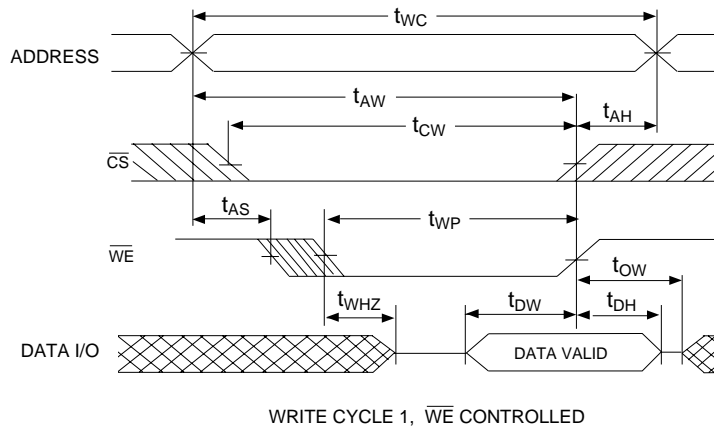 tWC
ADDRESS
tAW
tCW
tAH
CS
tAS
tWP
WE
tOW
tWHZ
tDW
tDH
DATA I/O
DATA VALID
WRITE CYCLE 1, WE CONTROLLED